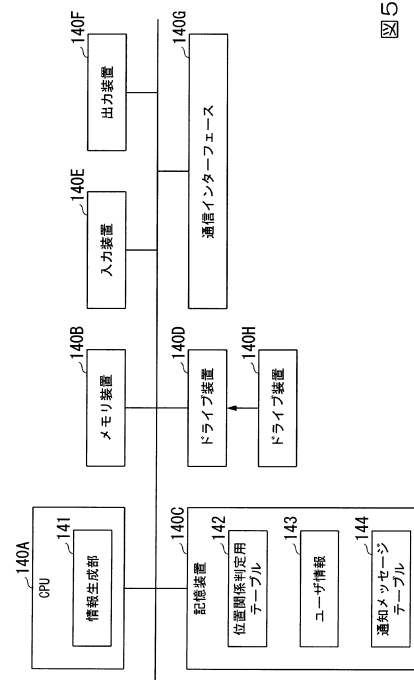 140A
CPU
141
情報生成部
140B
メモリ装置
140E
入力装置
140F
出力装置
140C
記憶装置
142
位置関係判定用
テーブル
143
ユーザ情報
144
通知メッセージ
テーブル
140D
ドライブ装置
140H
ドライブ装置
140G
通信インターフェース
図5